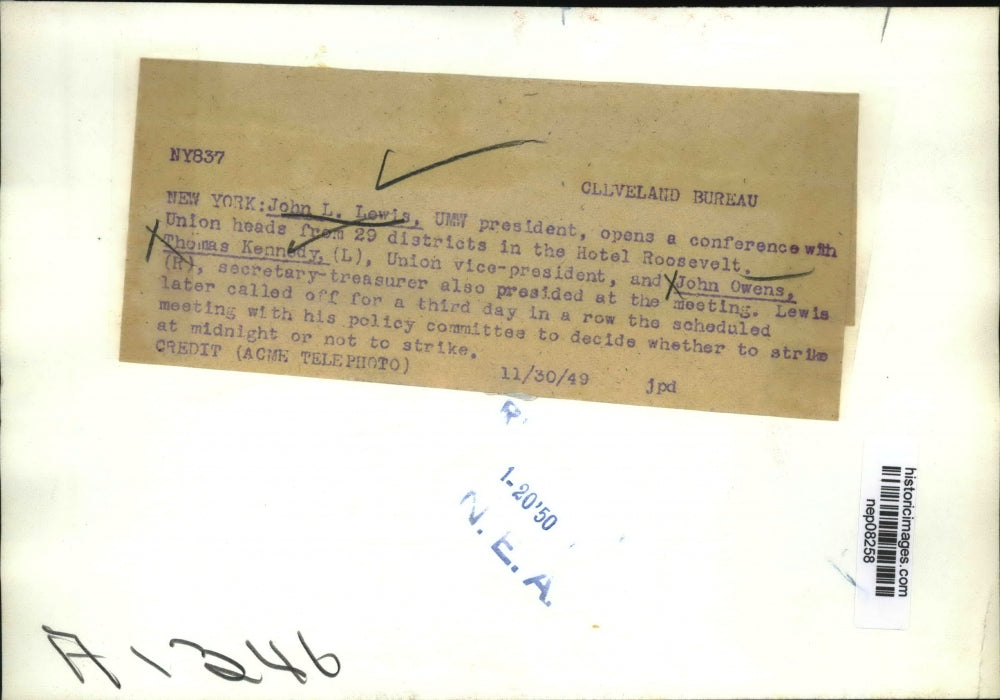 NY837
CLEVELAND BUREAU
NEW YORK: John L. Lewis, UMW president, opens a conference with
Union heads from 29 districts in the Hotel Roosevelt.
Thomas Kennedy, (L), Union vice-president, and John Owens,
(R), secretary-treasurer also presided at the meeting. Lewis
later called off for a third day in a row the scheduled
meeting with his policy committee to decide whether to strike
at midnight or not to strike.
CREDIT (ACME TELEPHOTO)
11/30/49 jpd
R
1-20'50
N.E.A.
historicimages.com
nep08258
A-1346